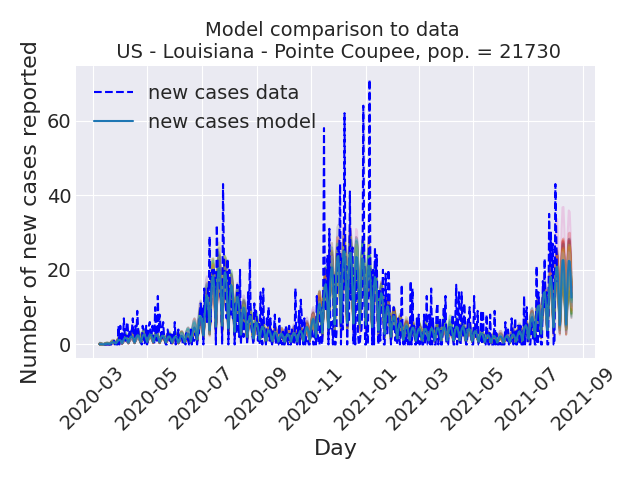 Model comparison to data
US - Louisiana - Pointe Coupee, pop. = 21730
Number of new cases reported
new cases data
new cases model
60
40
20
0
2020-03
2020-05
2020-07
2020-09
2020-11
2021-01
2021-03
2021-05
2021-07
2021-09
Day